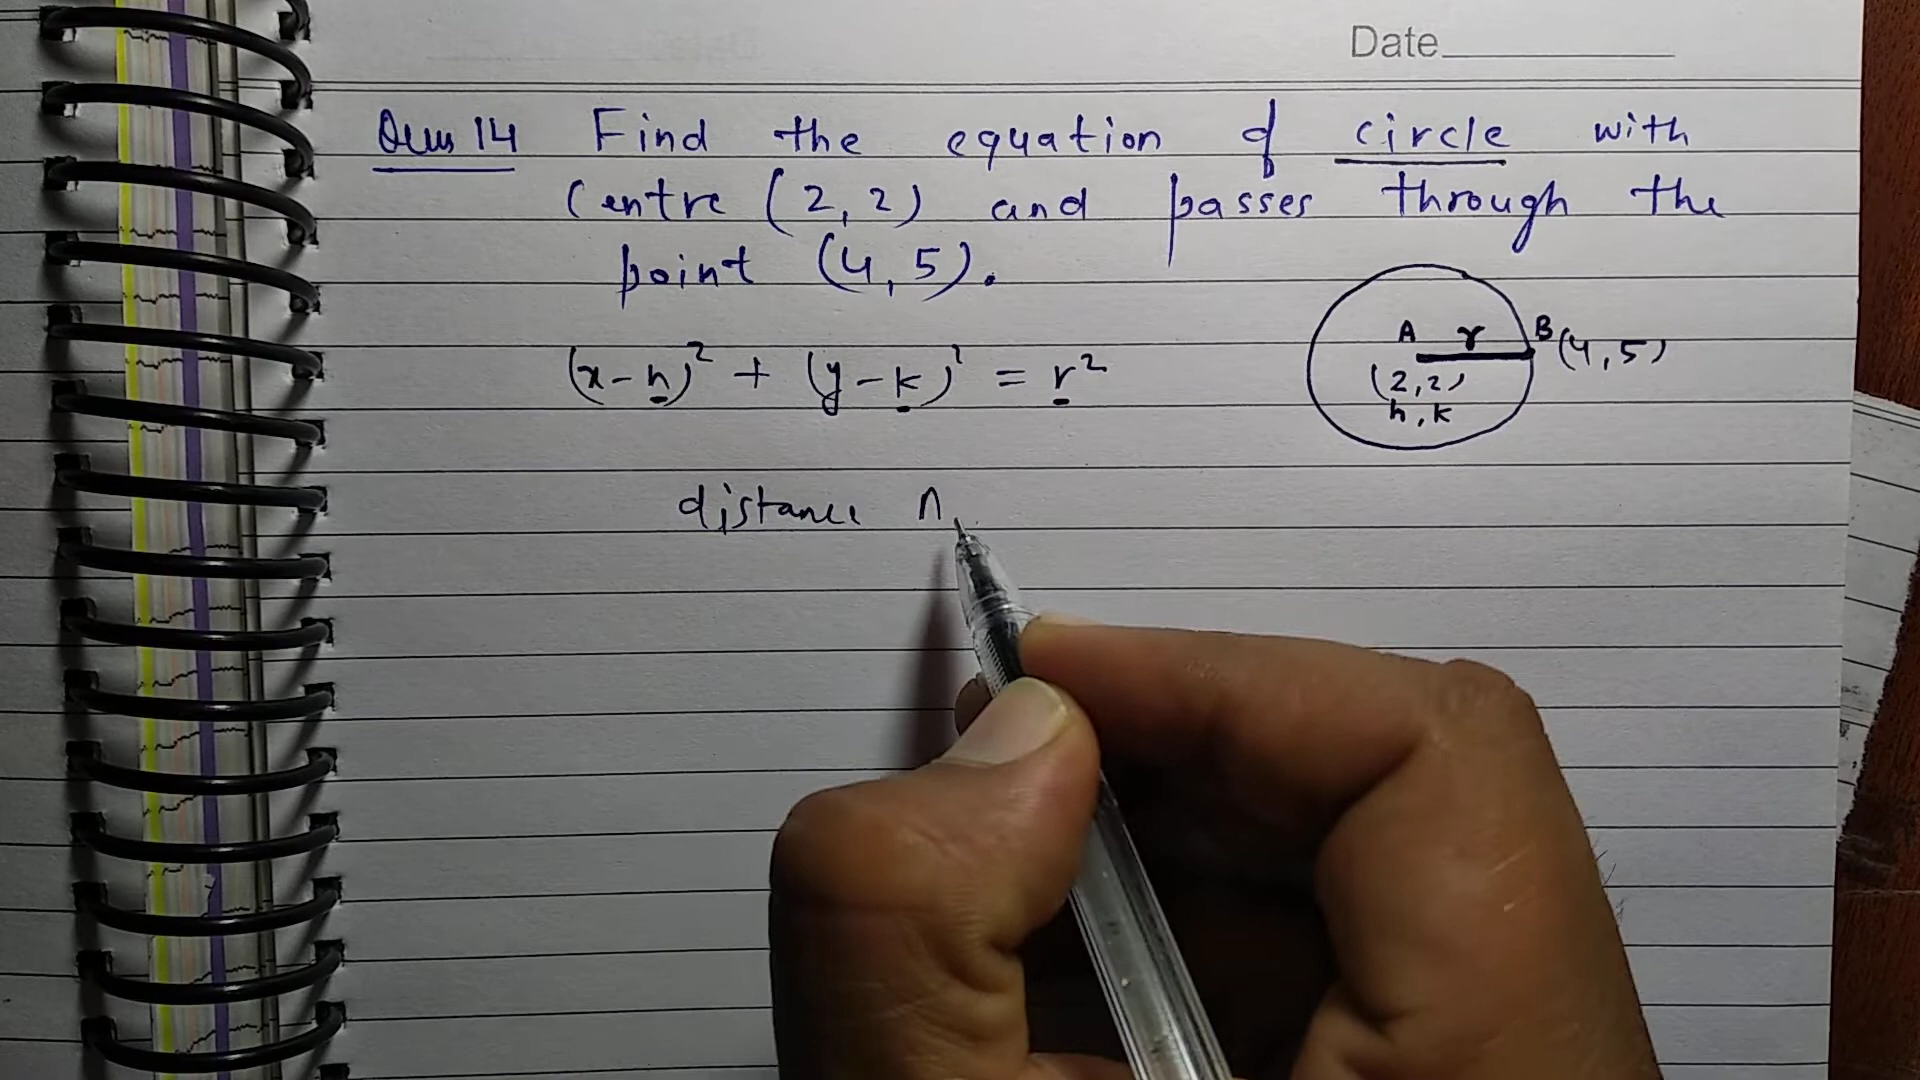 Date
Ques 14 Find the equation of circle with
Centre (2, 2) and passes through the
point (4, 5).
A r B (4, 5)
(2, 2)
h, k
(x - h)² + (y - k)² = r²
distance